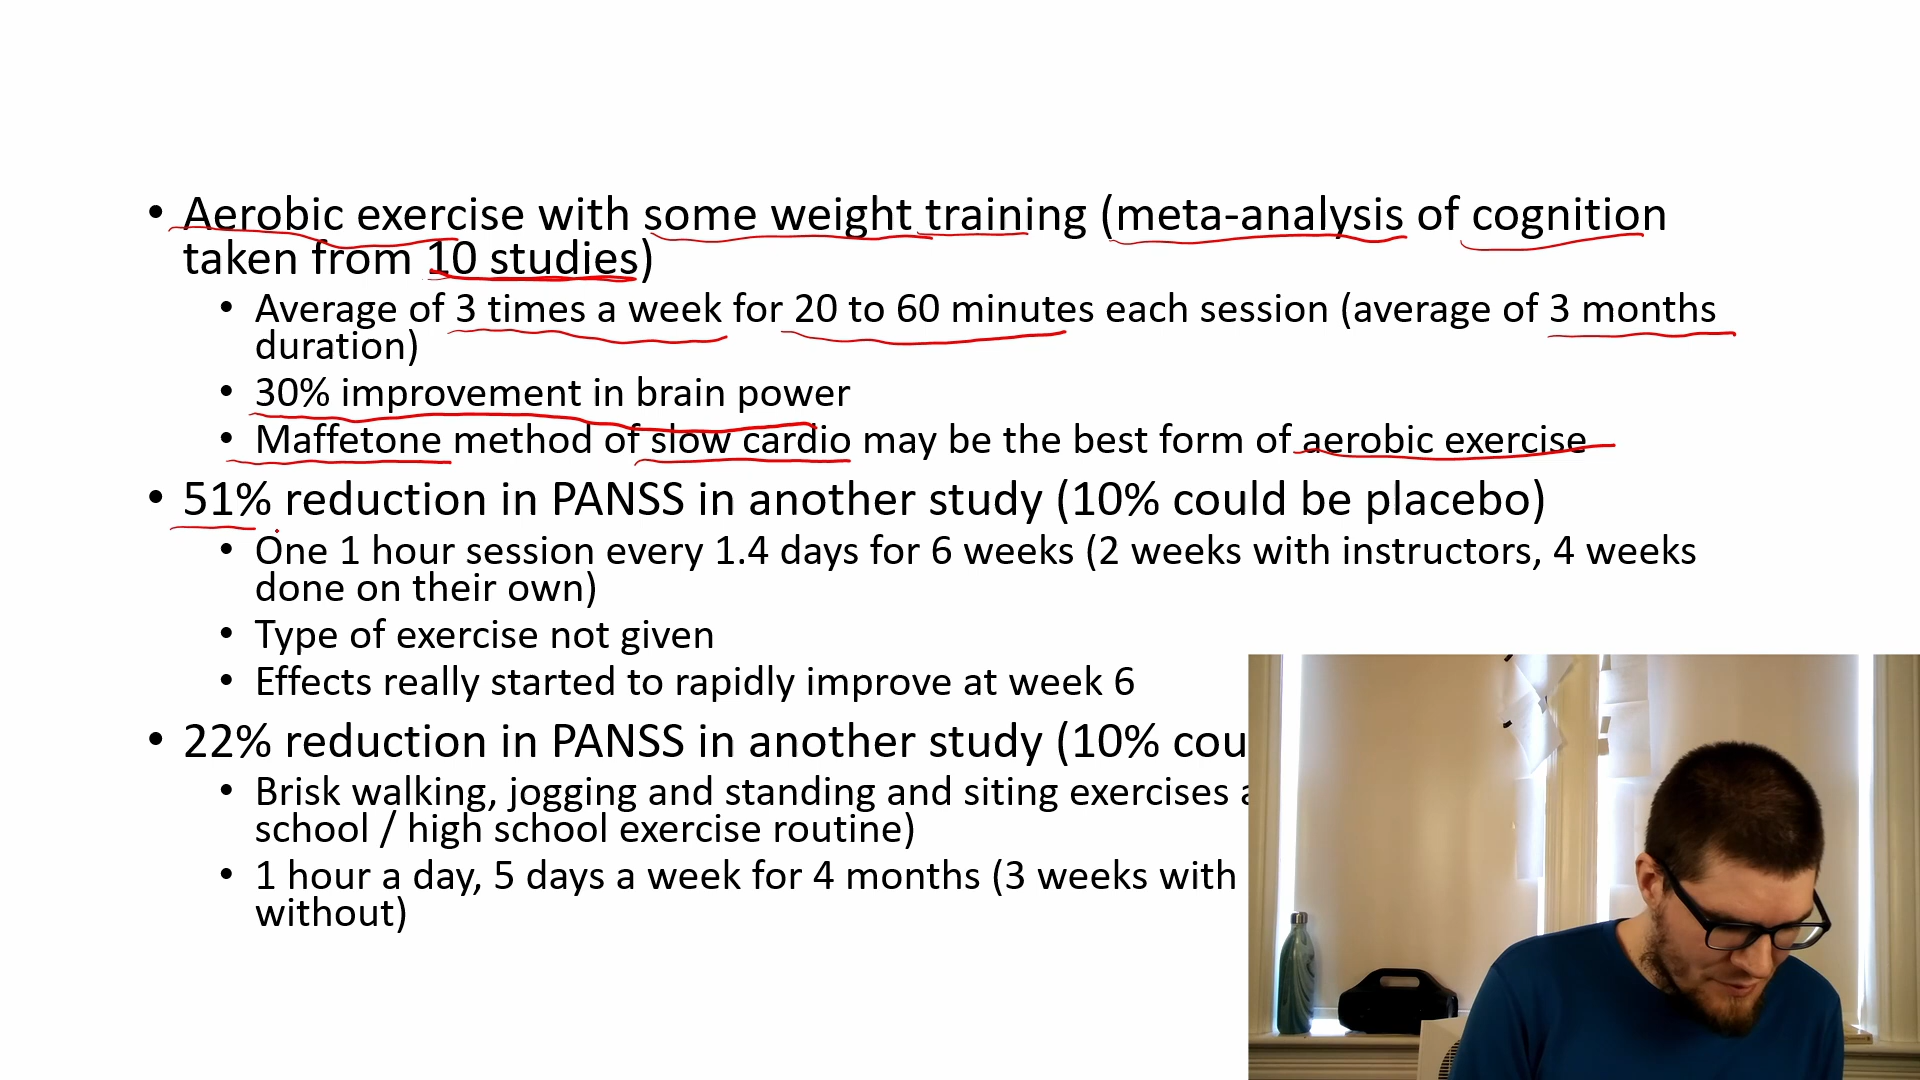 • Aerobic exercise with some weight training (meta-analysis of cognition
taken from 10 studies)
• Average of 3 times a week for 20 to 60 minutes each session (average of 3 months
duration)
• 30% improvement in brain power
• Maffetone method of slow cardio may be the best form of aerobic exercise
• 51% reduction in PANSS in another study (10% could be placebo)
• One 1 hour session every 1.4 days for 6 weeks (2 weeks with instructors, 4 weeks
done on their own)
• Type of exercise not given
• Effects really started to rapidly improve at week 6
• 22% reduction in PANSS in another study (10% cou
• Brisk walking, jogging and standing and siting exercises
school / high school exercise routine)
• 1 hour a day, 5 days a week for 4 months (3 weeks with
without)